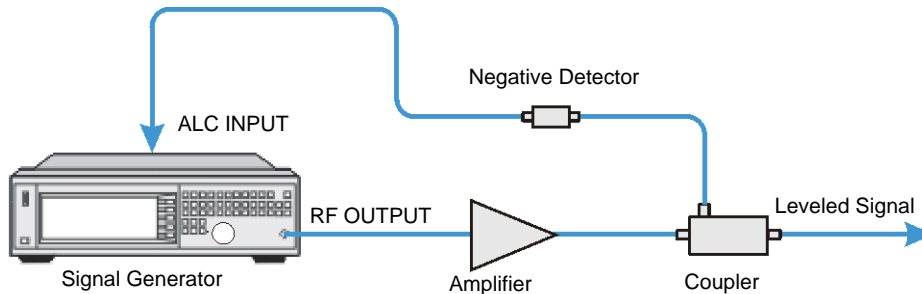 Negative Detector
ALC INPUT
Leveled Signal
RF OUTPUT
Signal Generator
Amplifier
Coupler